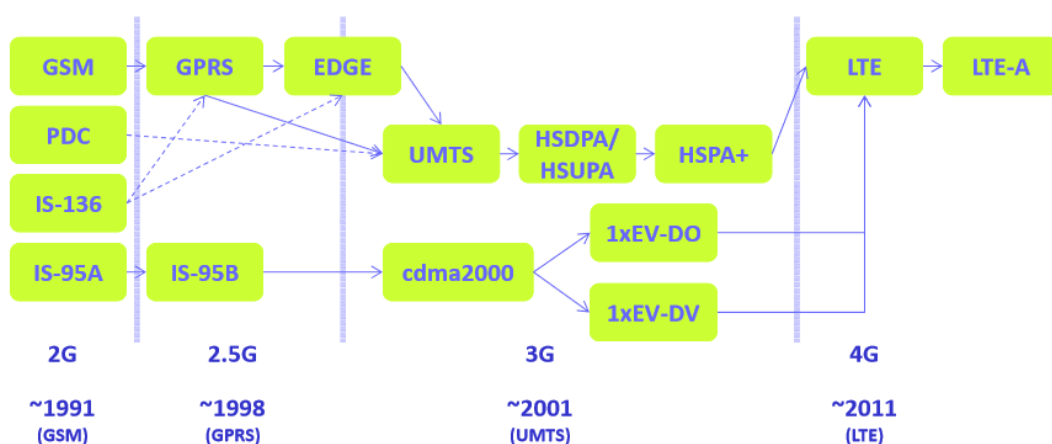 GSM
GPRS
EDGE
LTE
LTE-A
PDC
UMTS
HSDPA/
HSUPA
HSPA+
IS-136
IS-95A
IS-95B
cdma2000
1xEV-DO
1xEV-DV
2G
2.5G
3G
4G
~1991
(GSM)
~1998
(GPRS)
~2001
(UMTS)
~2011
(LTE)